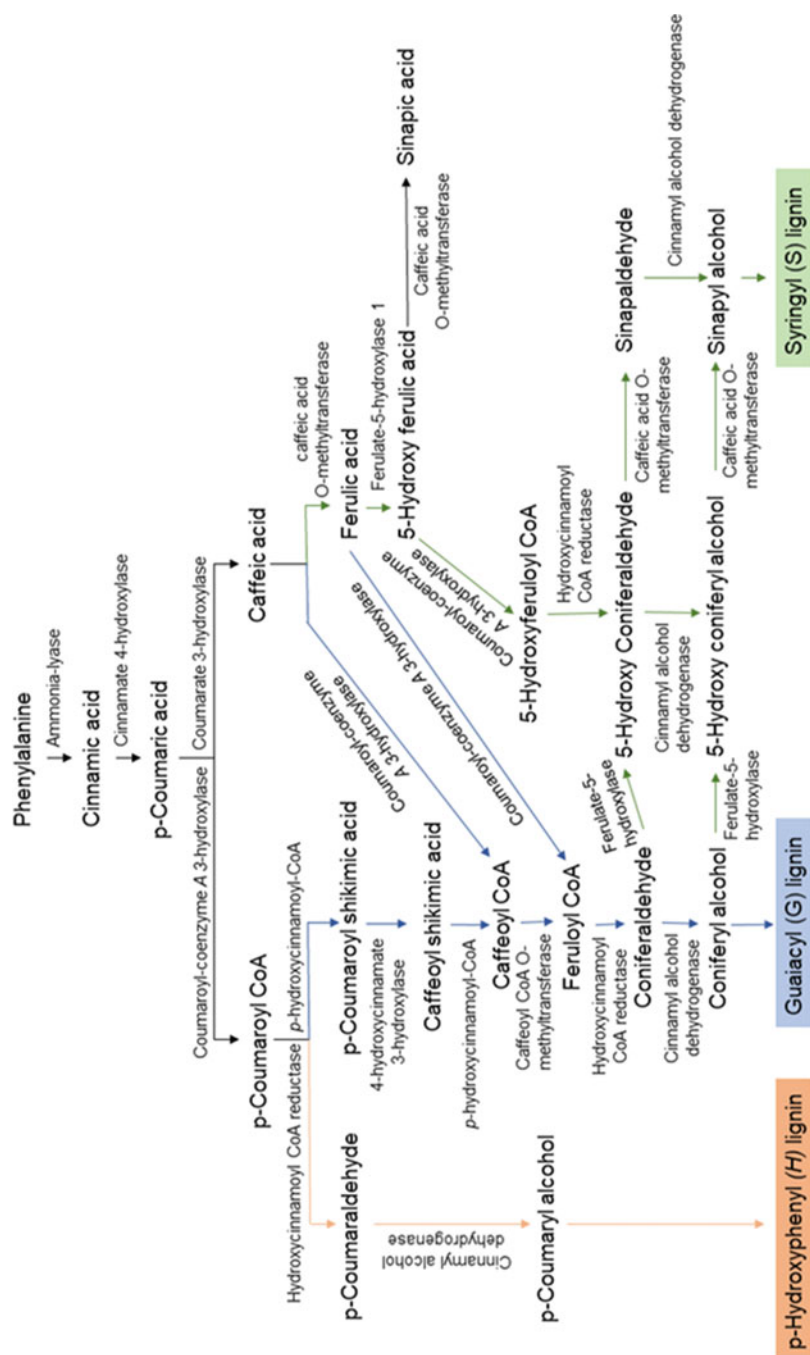 Phenylalanine
Ammonia-lyase
Cinnamic acid
Cinnamate 4-hydroxylase
p-Coumaric acid
Coumaroyl-coenzyme A 3-hydroxylase
Coumarate 3-hydroxylase
p-Coumaroyl CoA
Caffeic acid
Hydroxycinnamoyl CoA reductase
p-hydroxycinnamoyl-CoA
caffeic acid
O-methyltransferase
p-Coumaraldehyde
p-Coumaroyl shikimic acid
Coumaroyl-coenzyme
A 3-hydroxylase
Ferulic acid
Ferulate-5-hydroxylase 1
4-hydroxycinnamate
3-hydroxylase
Coumaroyl-coenzyme A 3-hydroxylase
5-Hydroxy ferulic acid
Caffeic acid
O-methyltransferase
Sinapic acid
Caffeoyl shikimic acid
Coumaroyl-coenzyme
A 3-hydroxylase
Cinnamyl alcohol
dehydrogenase
p-hydroxycinnamoyl-CoA
Caffeoyl CoA
5-Hydroxyferuloyl CoA
p-Coumaryl alcohol
Caffeoyl CoA O-
methyltransferase
Hydroxycinnamoyl
CoA reductase
Feruloyl CoA
Hydroxycinnamoyl
CoA reductase
Ferulate-5-
hydroxylase
Coniferaldehyde
5-Hydroxy Coniferaldehyde
Caffeic acid O-
methyltransferase
Sinapaldehyde
Cinnamyl alcohol
dehydrogenase
Cinnamyl alcohol
dehydrogenase
Cinnamyl alcohol dehydrogenase
Coniferyl alcohol
Ferulate-5-
hydroxylase
5-Hydroxy coniferyl alcohol
Caffeic acid O-
methyltransferase
Sinapyl alcohol
p-Hydroxyphenyl (H) lignin
Guaiacyl (G) lignin
Syringyl (S) lignin